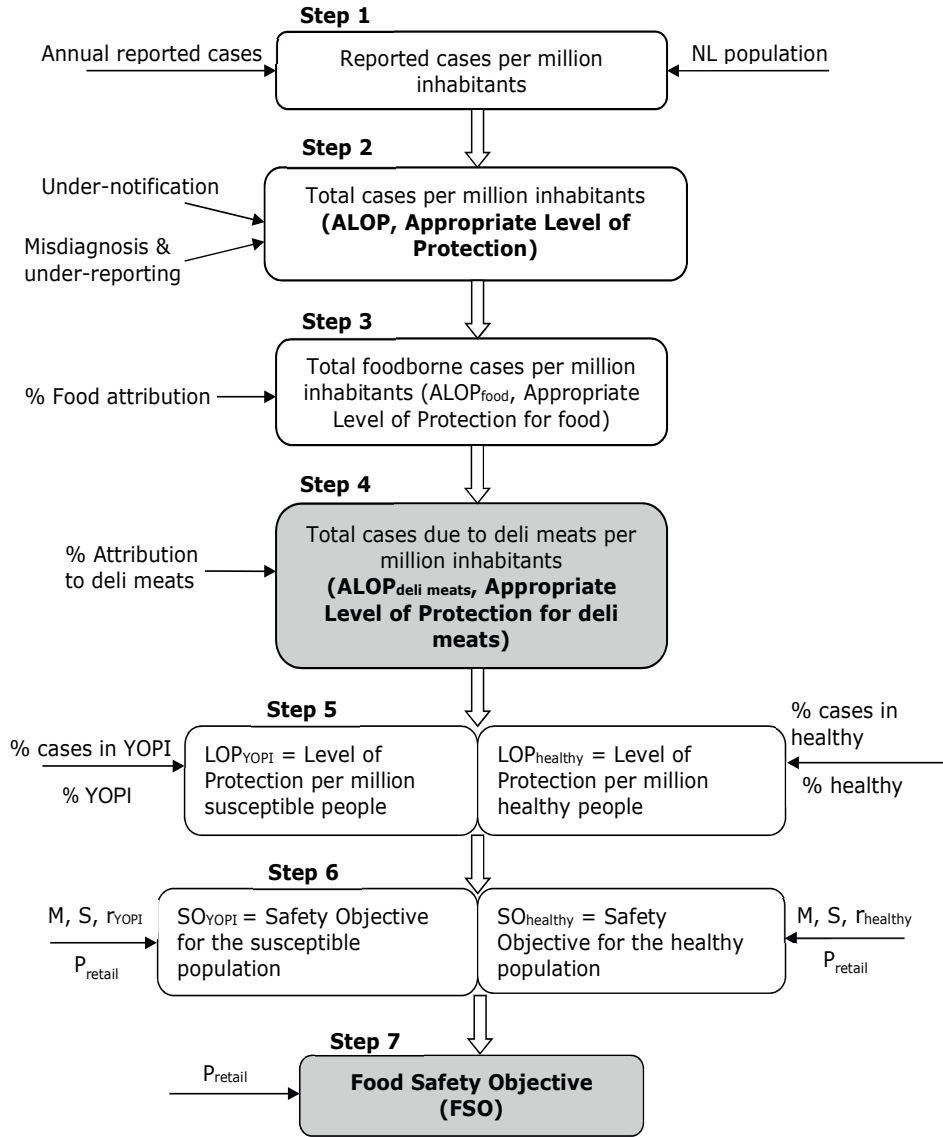 Step 1
Annual reported cases
Reported cases per million
inhabitants
NL population
Step 2
Under-notification
Misdiagnosis &
under-reporting
Total cases per million inhabitants
(ALOP, Appropriate Level of
Protection)
Step 3
% Food attribution
Total foodborne cases per million
inhabitants (ALOPfood, Appropriate
Level of Protection for food)
Step 4
% Attribution
to deli meats
Total cases due to deli meats per
million inhabitants
(ALOPdeli meats, Appropriate
Level of Protection for deli
meats)
Step 5
% cases in YOPI
% YOPI
LOPYOPI = Level of
Protection per million
susceptible people
LOPhealthy = Level of
Protection per million
healthy people
% cases in
healthy
% healthy
Step 6
M, S, rYOPI
Pretail
SOYOPI = Safety Objective
for the susceptible
population
SOhealthy = Safety
Objective for the healthy
population
M, S, rhealthy
Pretail
Step 7
Pretail
Food Safety Objective
(FSO)